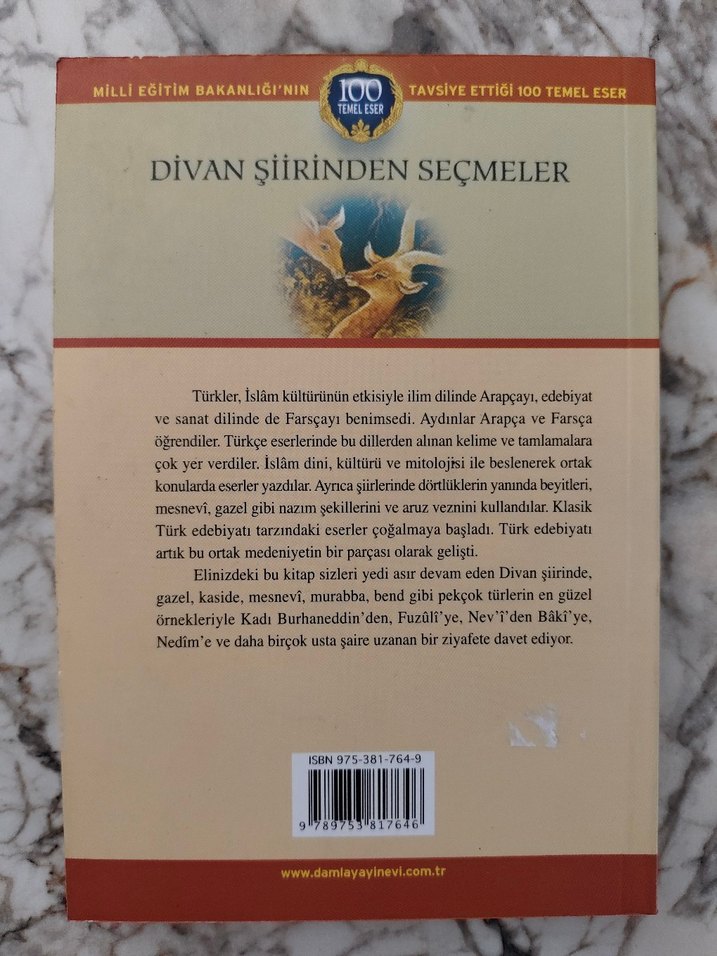 MİLLİ EĞİTİM BAKANLIĞI'NIN
100
TEMEL ESER
TAVSİYE ETTİĞİ 100 TEMEL ESER
DİVAN ŞİİRİNDEN SEÇMELER
Türkler, İslâm kültürünün etkisiyle ilim dilinde Arapçayı, edebiyat
ve sanat dilinde de Farsçayı benimsedi. Aydınlar Arapça ve Farsça
öğrendiler. Türkçe eserlerinde bu dillerden alınan kelime ve tamlamalara
çok yer verdiler. İslâm dini, kültürü ve mitolojisi ile beslenerek ortak
konularda eserler yazdılar. Ayrıca şiirlerinde dörtlüklerin yanında beyitleri,
mesnevî, gazel gibi nazım şekillerini ve aruz veznini kullandılar. Klasik
Türk edebiyatı tarzındaki eserler çoğalmaya başladı. Türk edebiyatı
artık bu ortak medeniyetin bir parçası olarak gelişti.
Elinizdeki bu kitap sizleri yedi asır devam eden Divan şiirinde,
gazel, kaside, mesnevî, murabba, bend gibi pekçok türlerin en güzel
örnekleriyle Kadı Burhaneddin'den, Fuzûlî'ye, Nev'î'den Bâkî'ye,
Nedîm'e ve daha birçok usta şaire uzanan bir ziyafete davet ediyor.
ISBN 975-381-764-9
9 789753 817646
www.damlayayinevi.com.tr